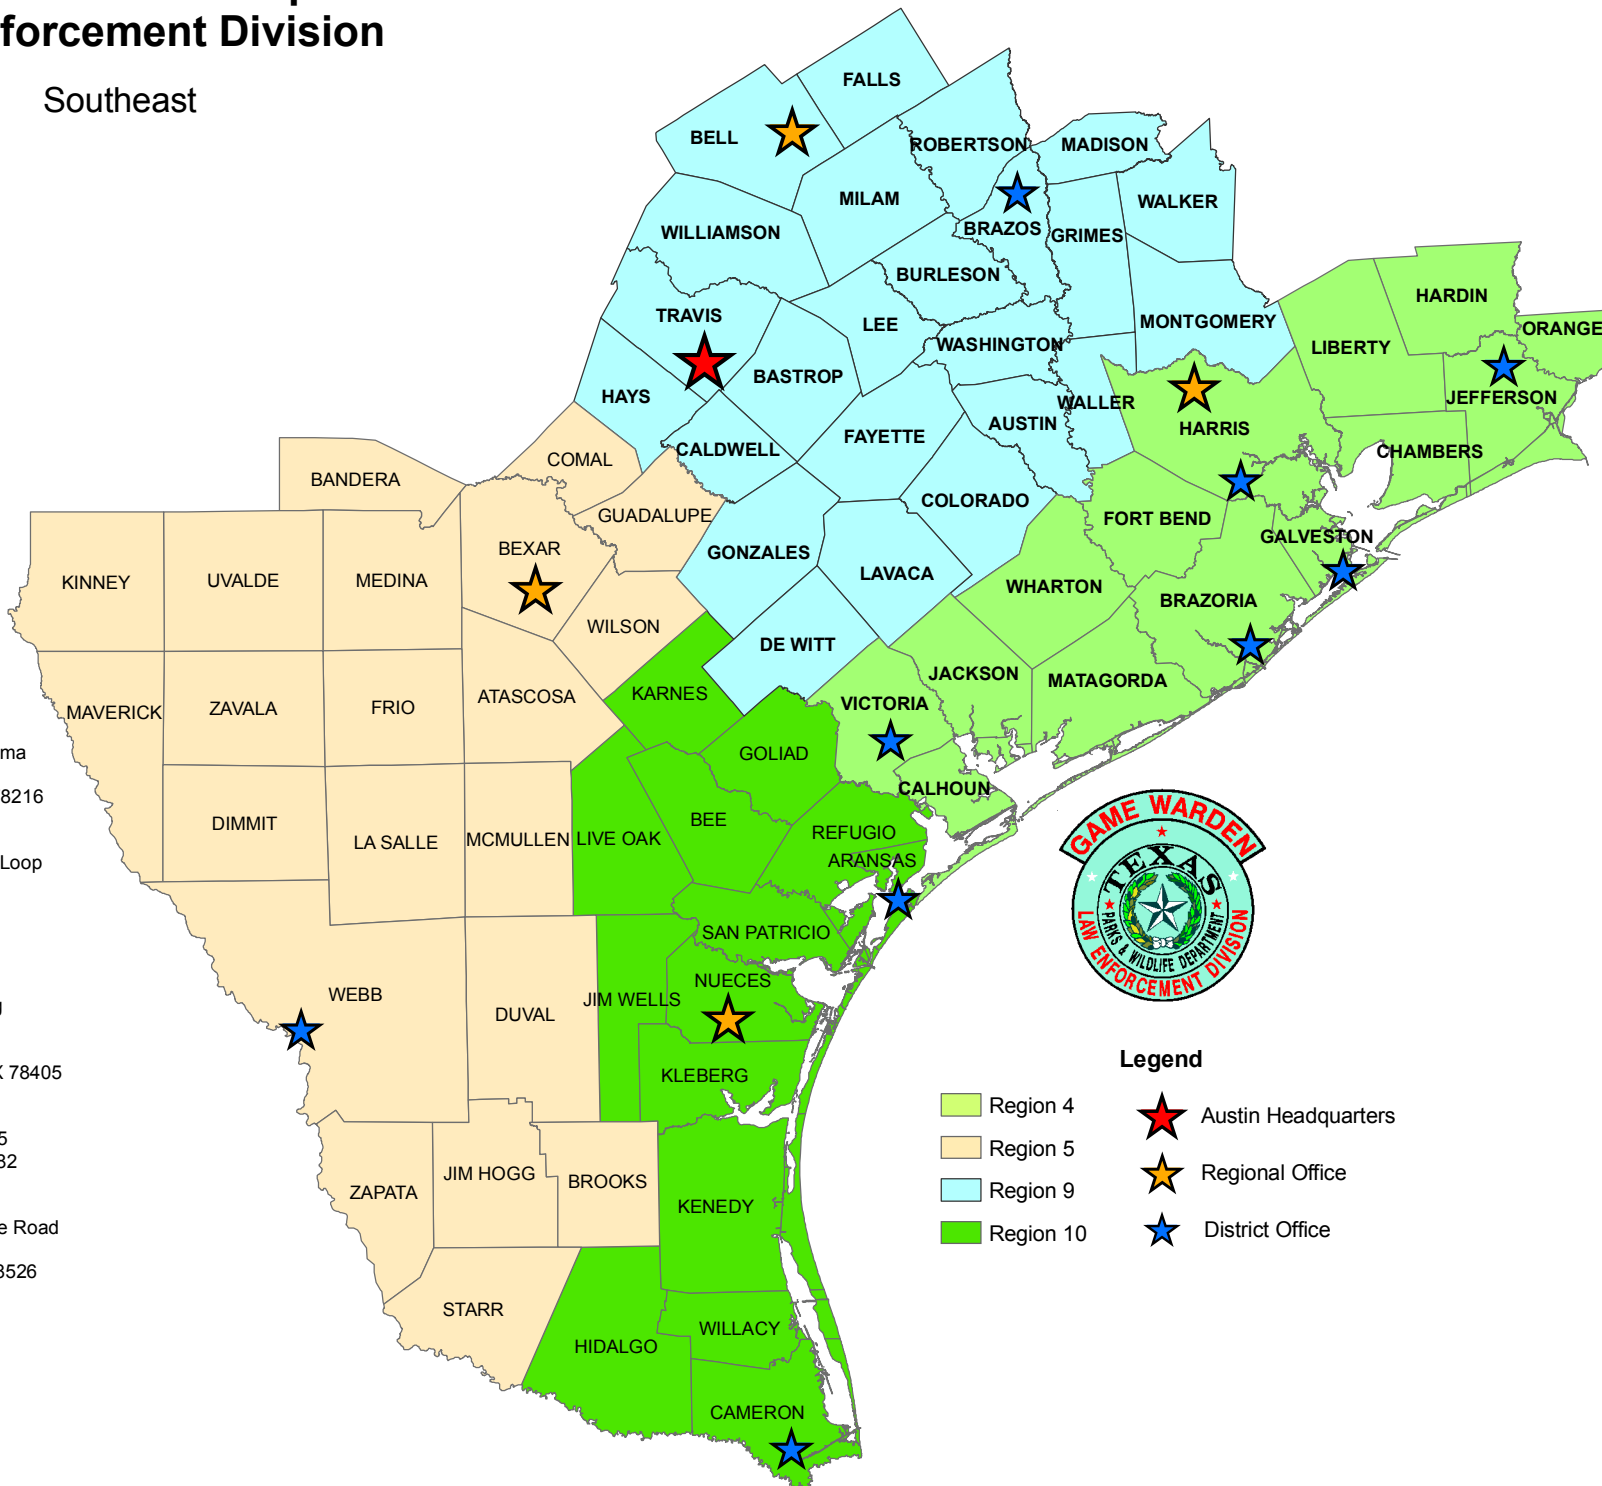 forcement Division
Southeast
FALLS
BELL
ROBERTSON
MADISON
MILAM
WALKER
WILLIAMSON
BRAZOS
GRIMES
BURLESON
HARDIN
TRAVIS
LEE
MONTGOMERY
ORANGE
WASHINGTON
LIBERTY
BASTROP
HAYS
WALLER
JEFFERSON
AUSTIN
HARRIS
FAYETTE
CALDWELL
CHAMBERS
COMAL
BANDERA
COLORADO
GUADALUPE
FORT BEND
GALVESTON
BEXAR
GONZALES
LAVACA
KINNEY
UVALDE
MEDINA
WHARTON
BRAZORIA
WILSON
DE WITT
JACKSON
MATAGORDA
KARNES
ATASCOSA
VICTORIA
MAVERICK
ZAVALA
FRIO
GOLIAD
ma
CALHOUN
8216
DIMMIT
BEE
REFUGIO
LA SALLE
MCMULLEN
LIVE OAK
ARANSAS
Loop
SAN PATRICIO
NUECES
WEBB
JIM WELLS
DUVAL
g
KLEBERG
X 78405
5
32
JIM HOGG
BROOKS
ZAPATA
KENEDY
e Road
3526
STARR
WILLACY
HIDALGO
CAMERON
GAME WARDEN
TEXAS
PARKS & WILDLIFE DEPARTMENT
LAW ENFORCEMENT DIVISION
Legend
Region 4
Region 5
Region 9
Region 10
Austin Headquarters
Regional Office
District Office